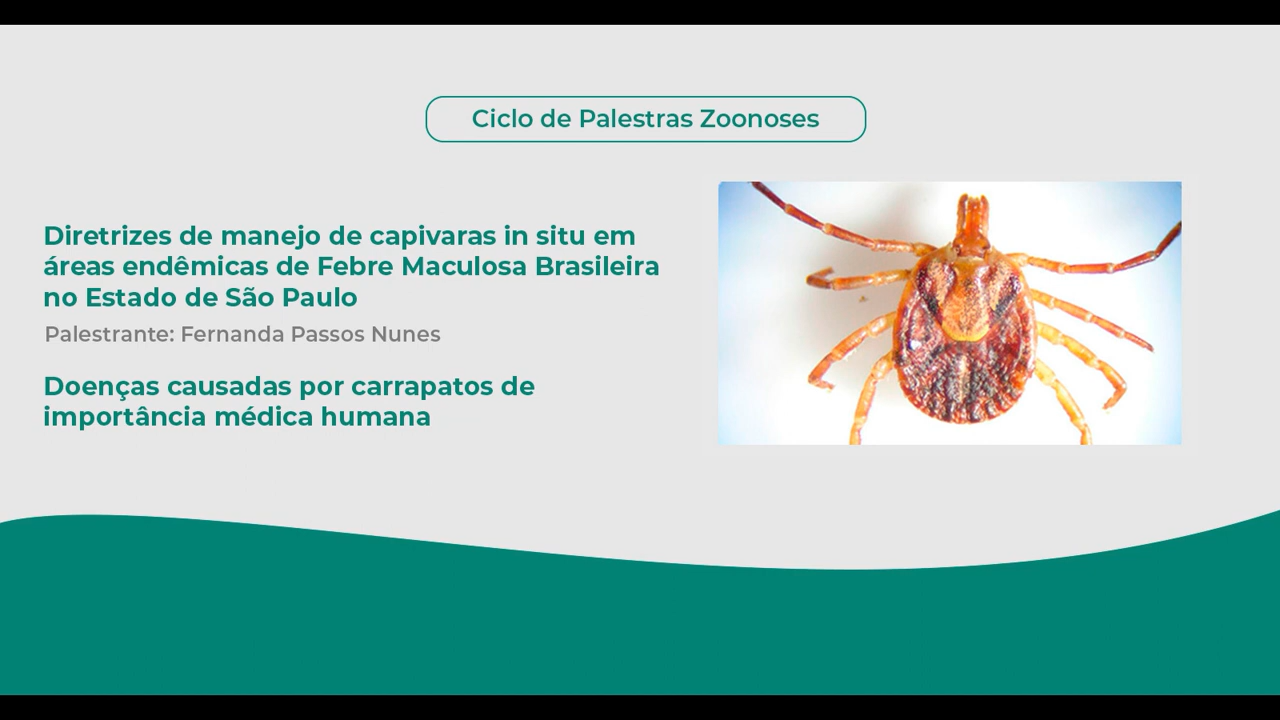 Ciclo de Palestras Zoonoses
Diretrizes de manejo de capivaras in situ em
áreas endêmicas de Febre Maculosa Brasileira
no Estado de São Paulo
Palestrante: Fernanda Passos Nunes
Doenças causadas por carrapatos de
importância médica humana